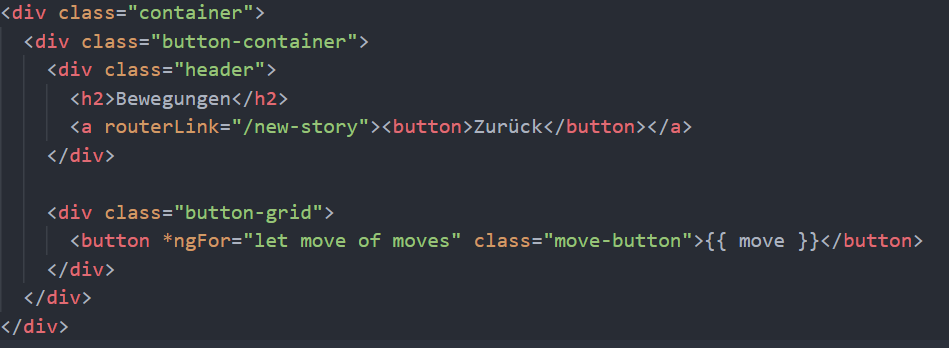 <div class="container">
  <div class="button-container">
    <div class="header">
      <h2>Bewegungen</h2>
      <a routerLink="/new-story"><button>Zurück</button></a>
    </div>

    <div class="button-grid">
      <button *ngFor="let move of moves" class="move-button">{{ move }}</button>
    </div>
  </div>
</div>